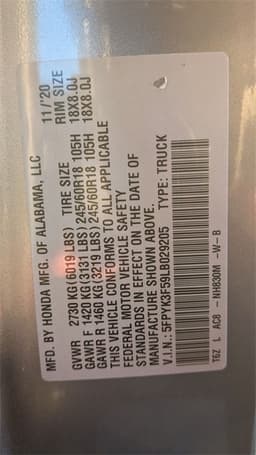 MFD. BY HONDA MFG. OF ALABAMA, LLC 11/'20
TIRE SIZE RIM SIZE
GVWR 2730 KG(6019 LBS)
GAWR F 1420 KG(3131 LBS) 245/60R18 105H 18X8.0J
GAWR R 1460 KG(3219 LBS) 245/60R18 105H 18X8.0J
THIS VEHICLE CONFORMS TO ALL APPLICABLE
FEDERAL MOTOR VEHICLE SAFETY
STANDARDS IN EFFECT ON THE DATE OF
MANUFACTURE SHOWN ABOVE.
V.I.N.: 5FPYK3F59LB029205 TYPE: TRUCK
T6Z L AC8 - NH830M -W-B